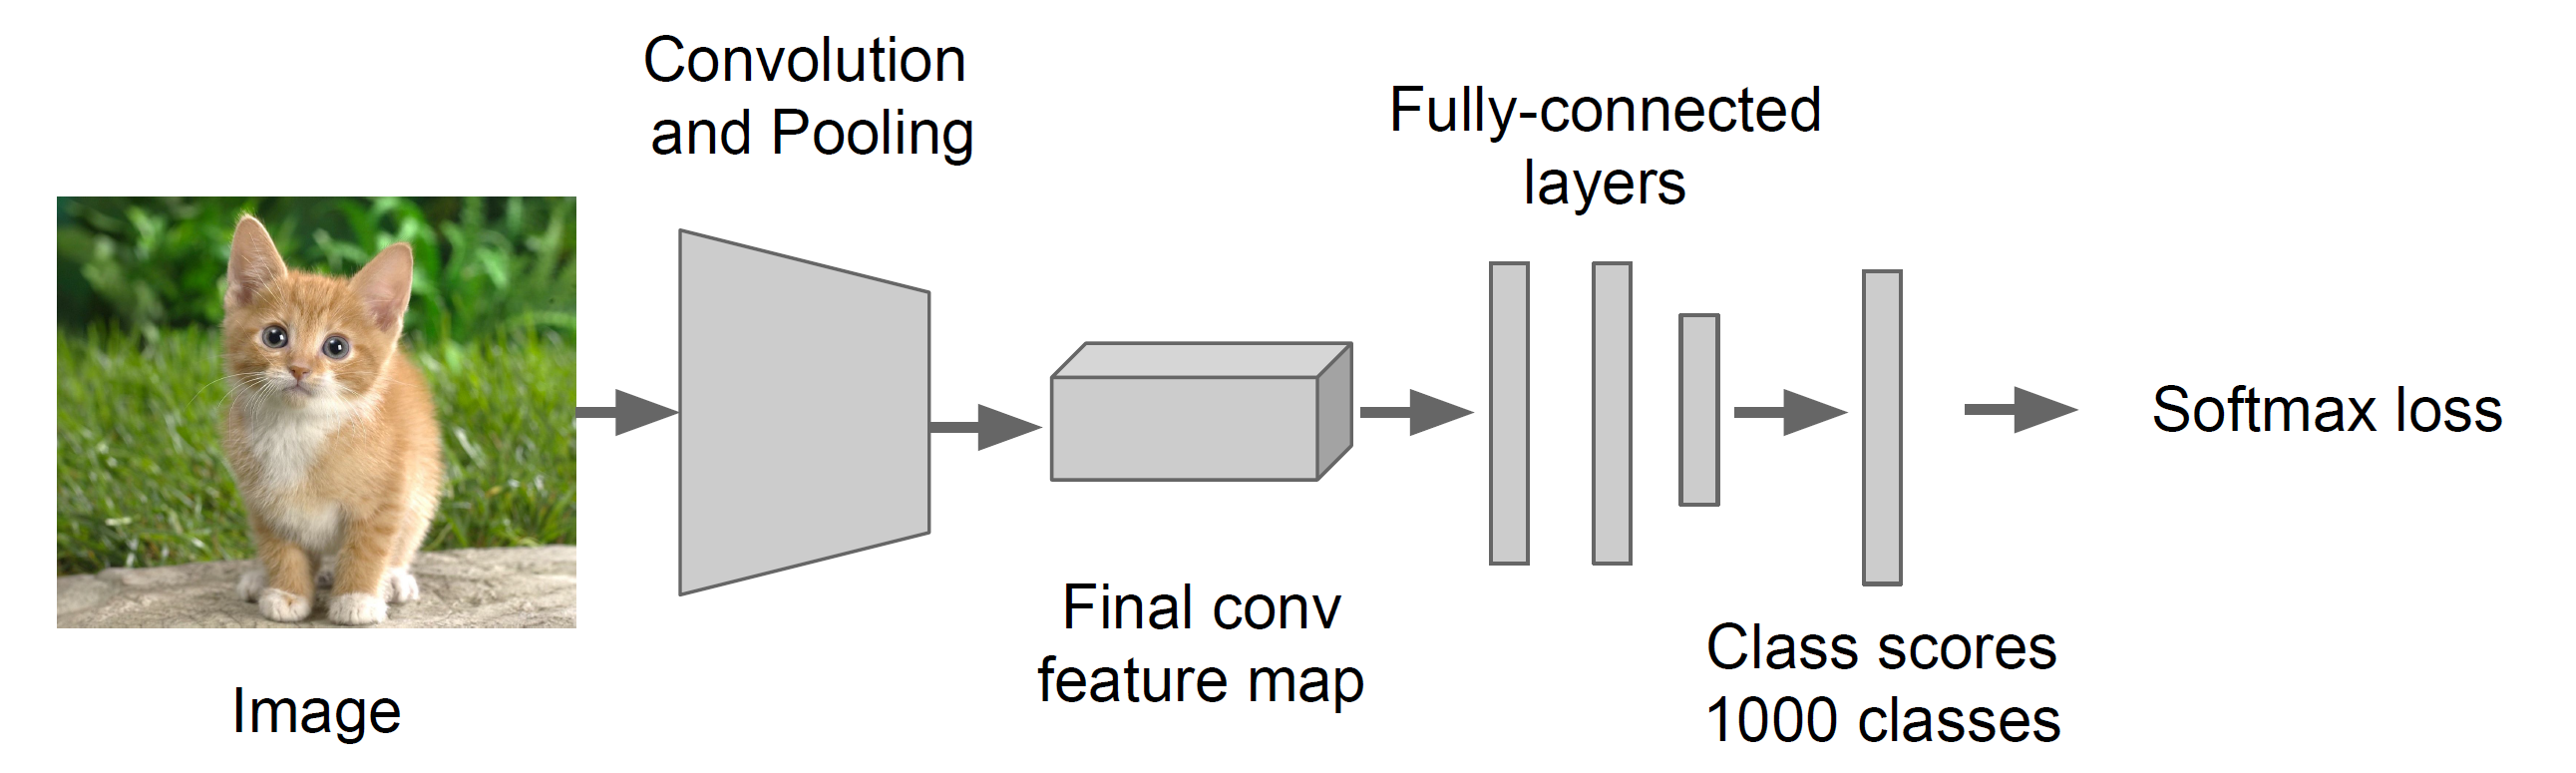 Convolution
and Pooling
Fully-connected
layers
Softmax loss
Final conv
feature map
Class scores
1000 classes
Image